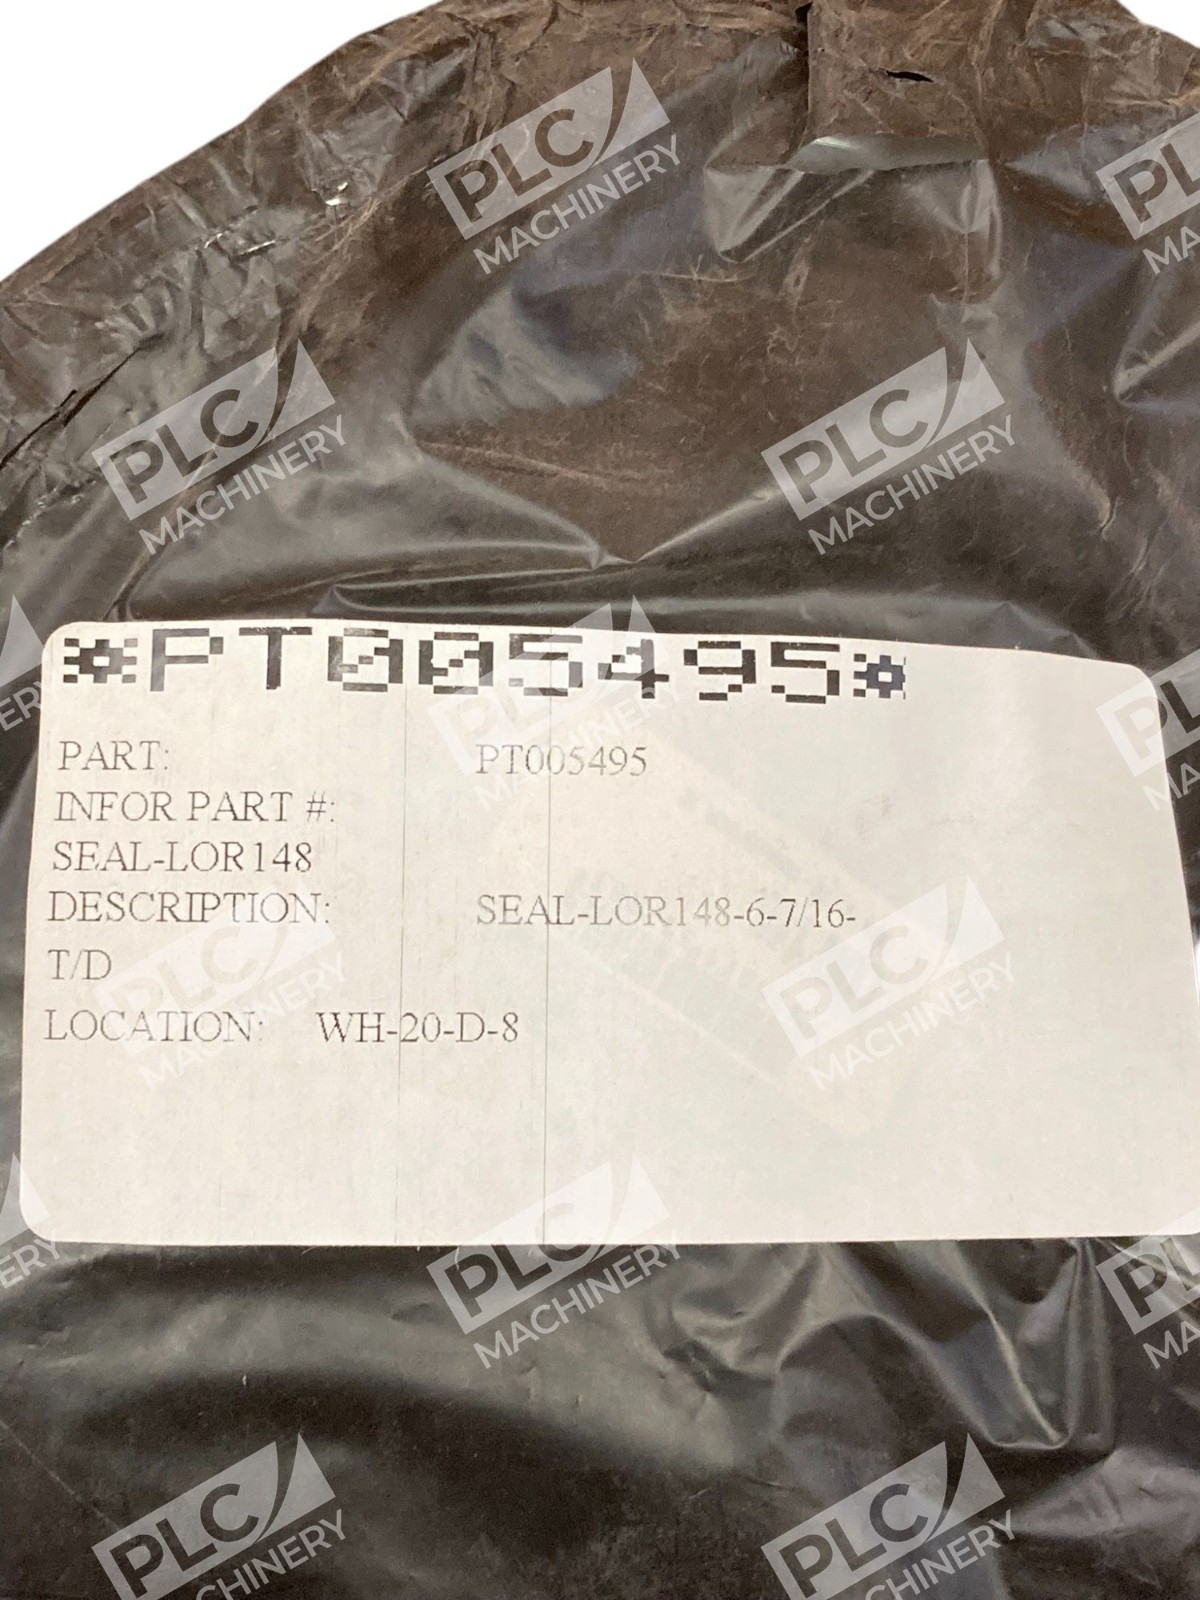 *PT005495*
PART: PT005495
INFOR PART #:
SEAL-LOR148
DESCRIPTION: SEAL-LOR148-6-7/16-
T/D
LOCATION: WH-20-D-8
PLC MACHINERY